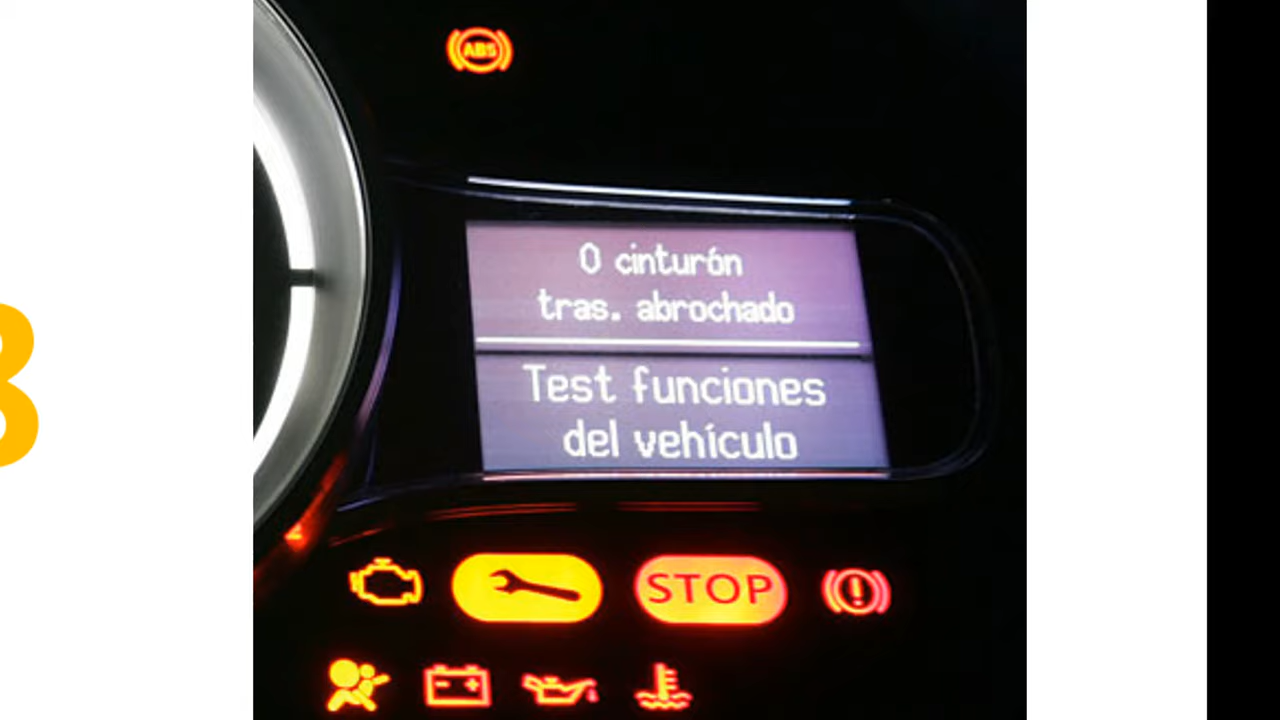 ABS
0 cinturón
tras. abrochado
Test funciones
del vehículo
STOP